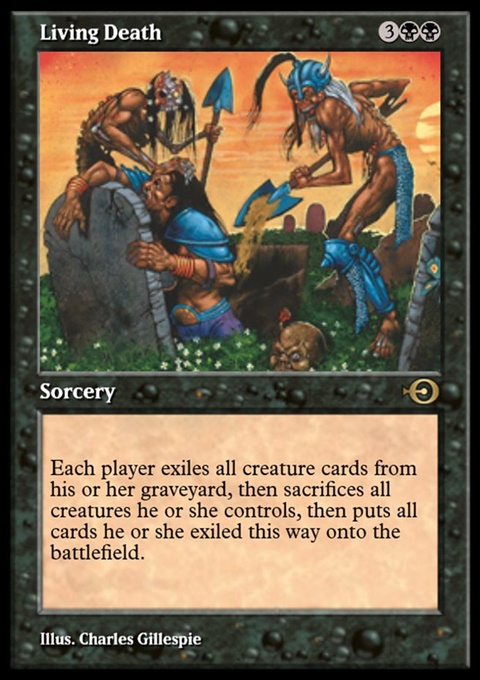 Living Death
3
Sorcery
Each player exiles all creature cards from
his or her graveyard, then sacrifices all
creatures he or she controls, then puts all
cards he or she exiled this way onto the
battlefield.
Illus. Charles Gillespie